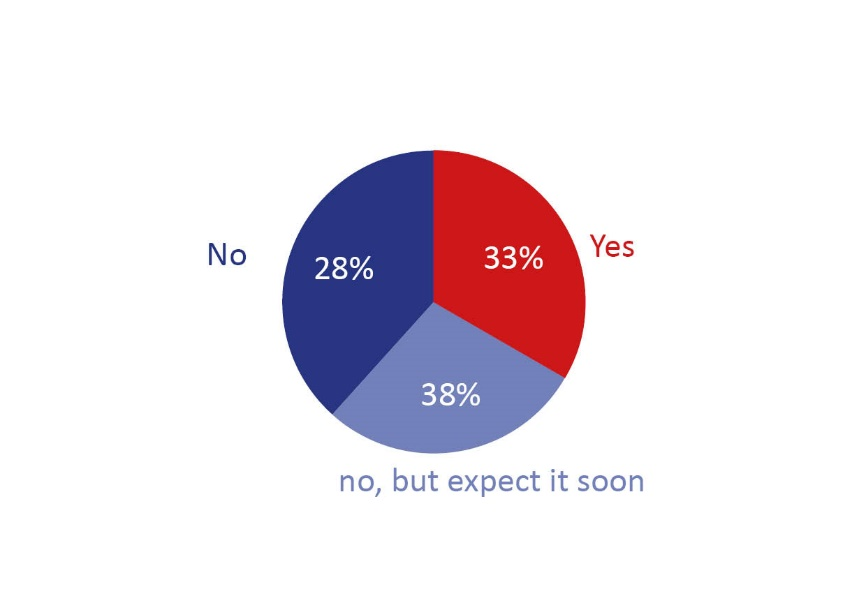 Yes
No
33%
28%
38%
no, but expect it soon